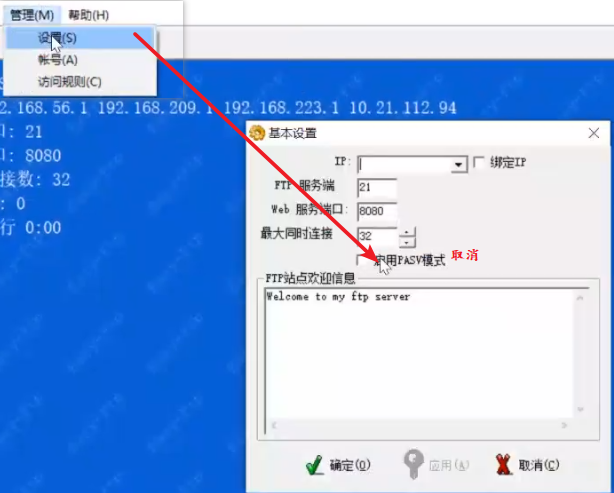 管理(M) 帮助(H)
设置(S)
帐号(A)
访问规则(C)
2.168.56.1 192.168.209.1 192.168.223.1 10.21.112.94
: 21
: 8080
接数: 32
: 0
行 0:00
基本设置
IP: 绑定IP
FTP 服务端 21
Web 服务端口: 8080
最大同时连接 32
启用PASV模式 取消
FTP站点欢迎信息
Welcome to my ftp server
确定(O) 应用(A) 取消(C)